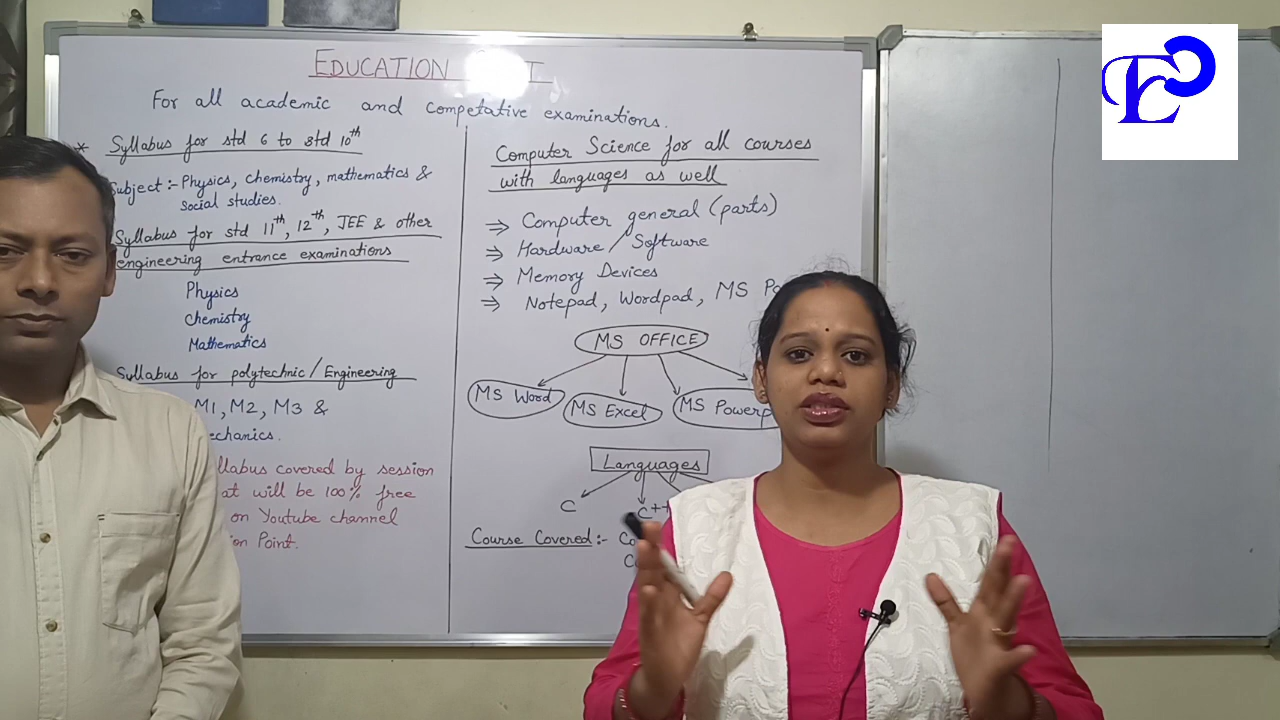 EDUCATION
For all academic and competative examinations.
* Syllabus for std 6 to std 10th
Subject :- Physics, chemistry, mathematics &
social studies.
Syllabus for std 11th, 12th, JEE & other
engineering entrance examinations
Physics
Chemistry
Mathematics
Syllabus for polytechnic / Engineering
M1, M2, M3 &
echanics.
llabus covered by session
at will be 100% free
on Youtube channel
ion Point.
Computer Science for all courses
with languages as well
⇒ Computer general (parts)
⇒ Hardware / Software
⇒ Memory Devices
⇒ Notepad, Wordpad, MS Po
MS OFFICE
MS Word
MS Excel
MS Powerp
Languages
C
C++
Course Covered :- Co